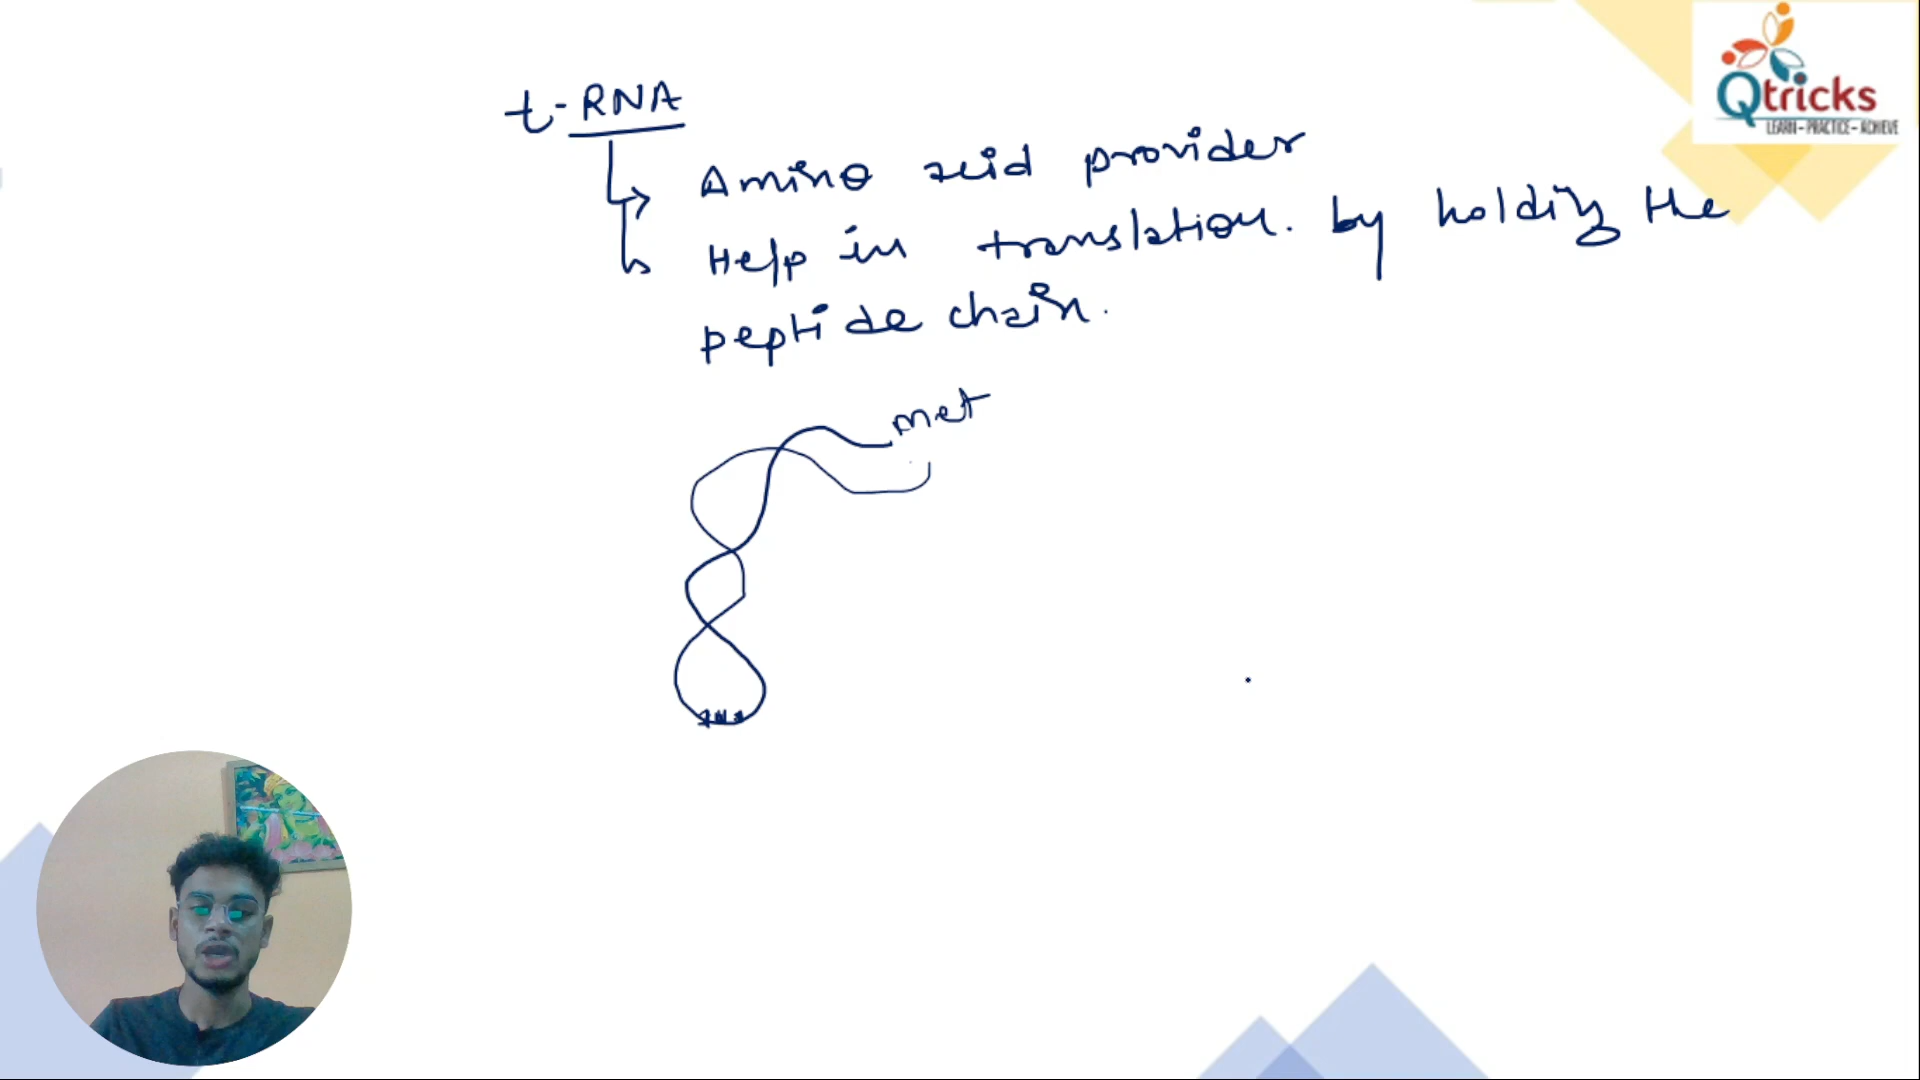 t-RNA
Amino acid provider
Help in translation. by holding the
peptide chain.
met
Qtricks
LEARN-PRACTICE-ACHIEVE